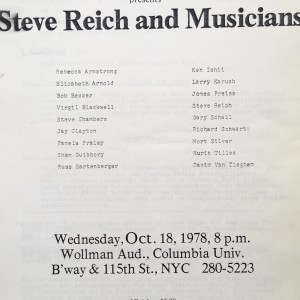 presents
Steve Reich and Musicians
Rebecca Armstrong
Elizabeth Arnold
Bob Becker
Virgil Blackwell
Steve Chambers
Jay Clayton
Pamela Fraley
Shem Guibbory
Russ Hartenberger
Ken Ishii
Larry Karush
James Preiss
Steve Reich
Gary Schall
Richard Schwartz
Mort Silver
Nurit Tilles
David Van Tieghem
Wednesday, Oct. 18, 1978, 8 p.m.
Wollman Aud., Columbia Univ.
B'way & 115th St., NYC 280-5223